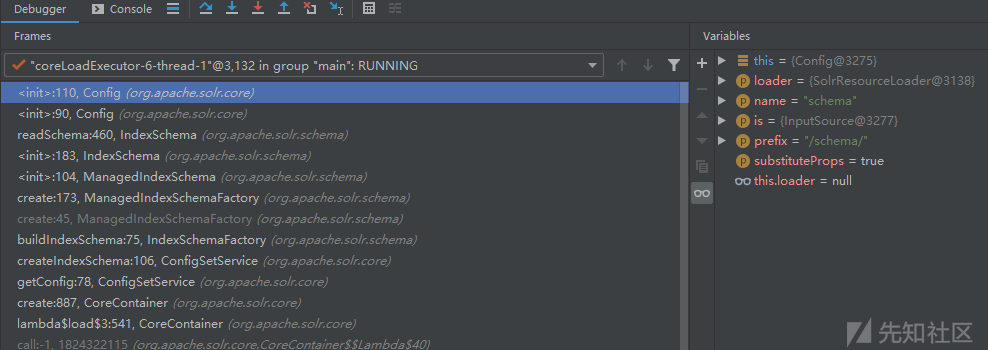 Debugger
Console
Frames
Variables
"coreLoadExecutor-6-thread-1"@3,132 in group "main": RUNNING
<init>:110, Config (org.apache.solr.core)
<init>:90, Config (org.apache.solr.core)
readSchema:460, IndexSchema (org.apache.solr.schema)
<init>:183, IndexSchema (org.apache.solr.schema)
<init>:104, ManagedIndexSchema (org.apache.solr.schema)
create:173, ManagedIndexSchemaFactory (org.apache.solr.schema)
create:45, ManagedIndexSchemaFactory (org.apache.solr.schema)
buildIndexSchema:75, IndexSchemaFactory (org.apache.solr.schema)
createIndexSchema:106, ConfigSetService (org.apache.solr.core)
getConfig:78, ConfigSetService (org.apache.solr.core)
create:887, CoreContainer (org.apache.solr.core)
lambda$load$3:541, CoreContainer (org.apache.solr.core)
call:-1, 1824322115 (org.apache.solr.core.CoreContainer$$Lambda$40)
this = {Config@3275}
loader = {SolrResourceLoader@3138}
name = "schema"
is = {InputSource@3277}
prefix = "/schema/"
substituteProps = true
this.loader = null
先知社区